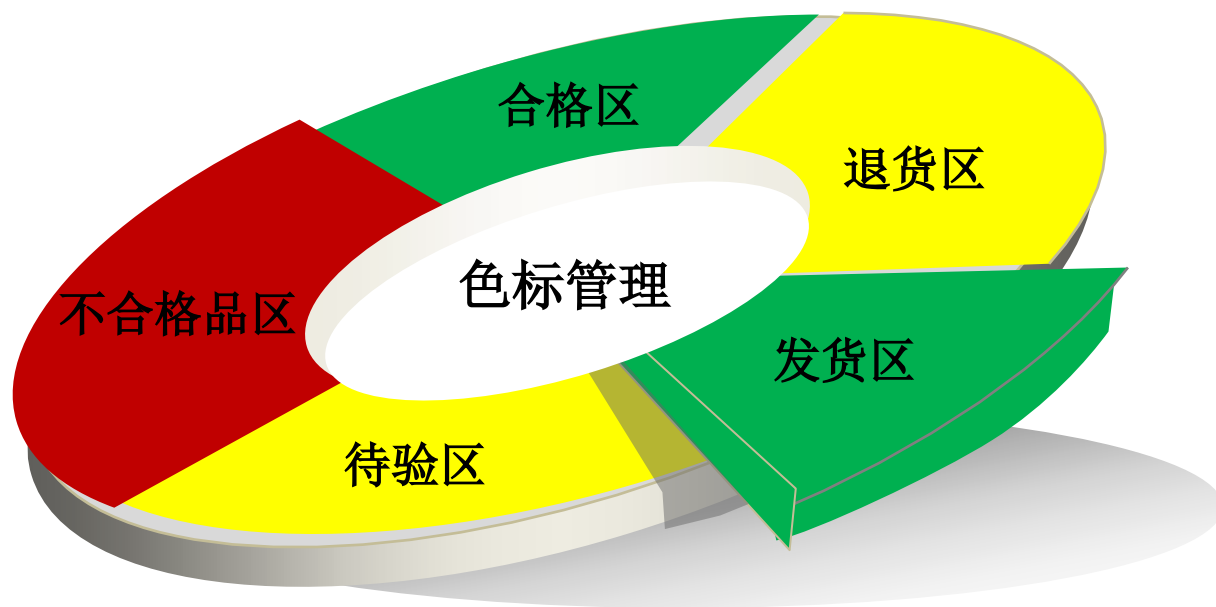 合格区
退货区
色标管理
不合格品区
发货区
待验区